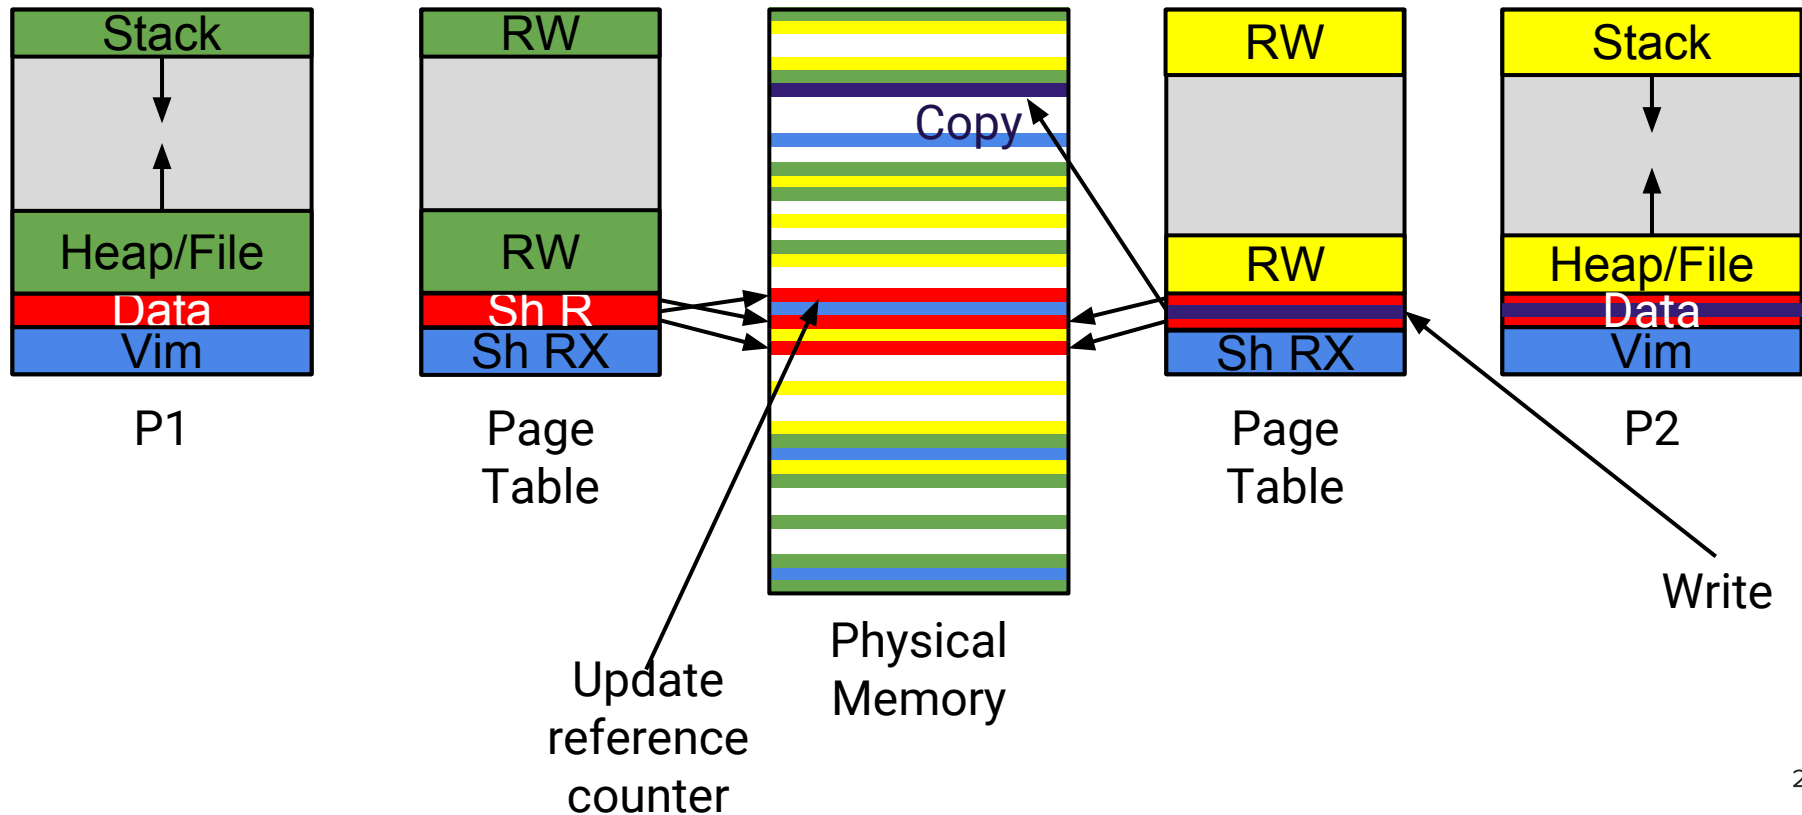 Stack
RW
RW
Stack
Copy
Heap/File
RW
RW
Heap/File
Data
Sh R
Data
Vim
Sh RX
Sh RX
Vim
P1
Page
Table
Page
Table
P2
Write
Physical
Memory
Update
reference
counter
2